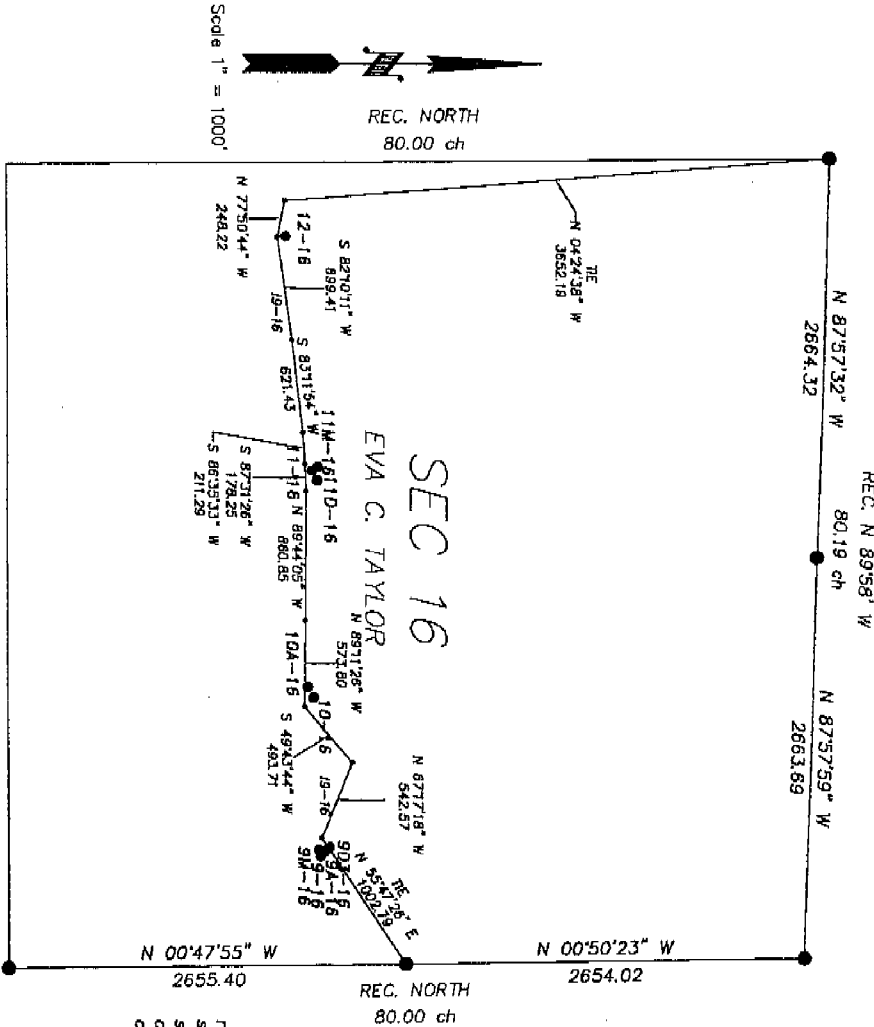 Scale 1" = 1000'
REC. NORTH
80.00 ch
REC. N 89°58' W
80.19 ch
N 87°57'32" W
2664.32
N 87°57'59" W
2663.69
TIE
N 04°24'38" W
3652.18
N 77°50'44" W
248.22
12-16
S 82°10'11" W
699.41
19-16
S 83°11'54" W
621.43
11M-16
11D-16
11-16
S 87°31'26" W
178.25
S 86°35'33" W
211.29
N 89°44'05" W
860.85
SEC 16
EVA C. TAYLOR
N 89°11'26" W
573.80
10A-16
10-16
S 49°43'44" W
493.71
N 67°17'18" W
542.57
19-16
9D3-16
9A-16
9-16
9M-16
TIE
N 55°47'26" E
1002.79
N 00°47'55" W
2655.40
N 00°50'23" W
2654.02
REC. NORTH
80.00 ch